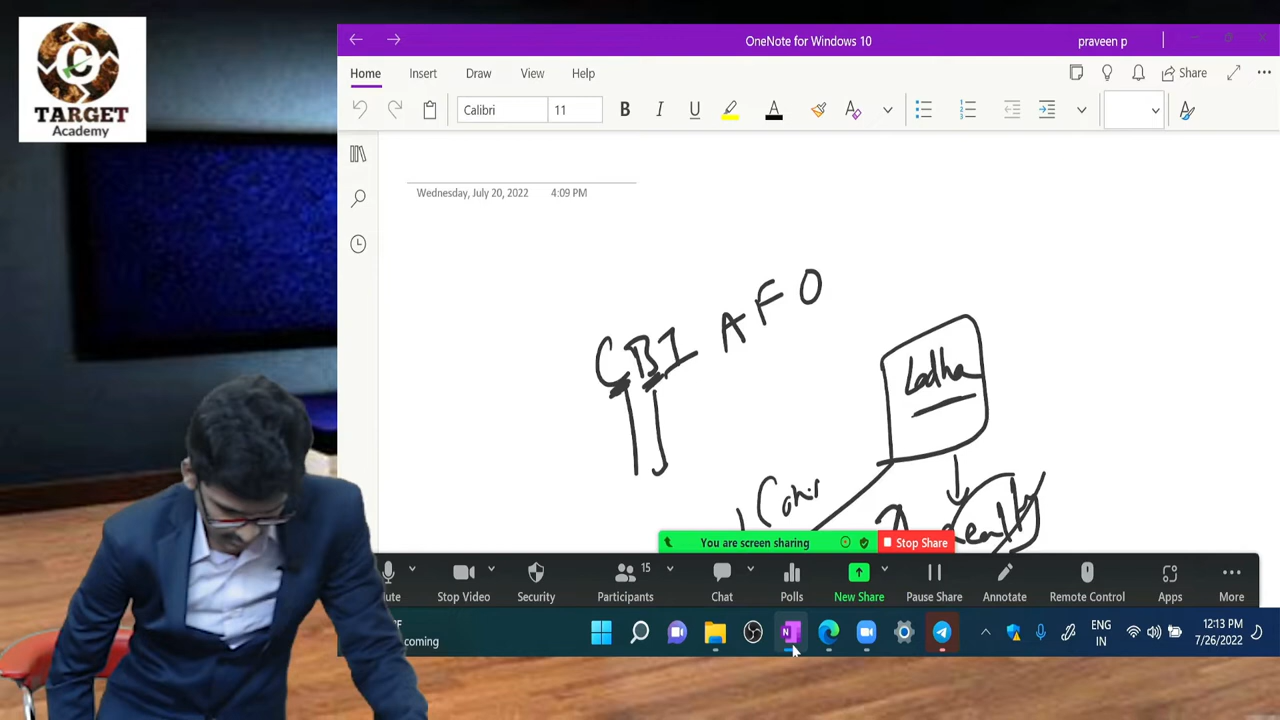 TARGET
Academy
OneNote for Windows 10
praveen p
Home Insert Draw View Help
Share
Calibri 11 B I U A
Wednesday, July 20, 2022 4:09 PM
CBI AFO
Lodha
Realty
You are screen sharing
Stop Share
15
lute Stop Video Security Participants Chat Polls New Share Pause Share Annotate Remote Control Apps More
coming
ENG
IN
12:13 PM
7/26/2022